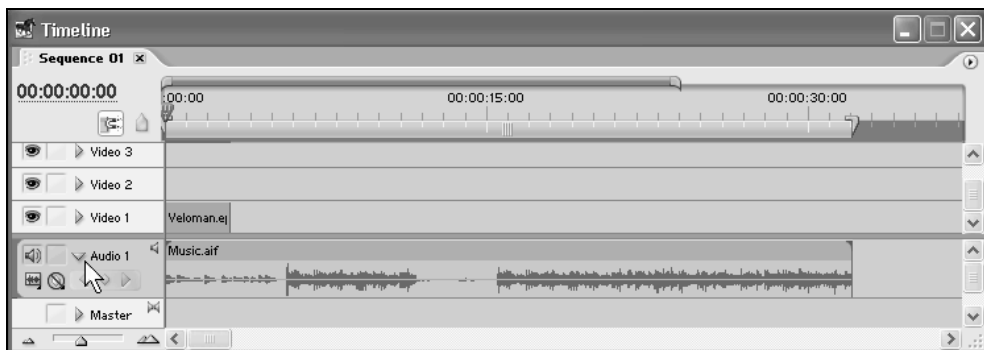 Timeline
Sequence 01
00:00:00:00
:00:00 00:00:15:00 00:00:30:00
Video 3
Video 2
Video 1 Veloman.ep
Audio 1 Music.aif
Master